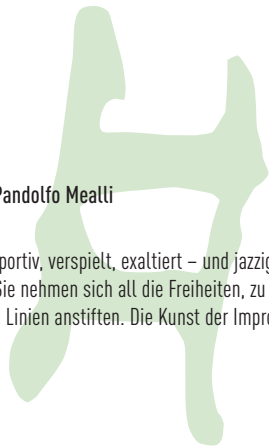 Pandolfo Mealli
portiv, verspielt, exaltiert – und jazzig
Sie nehmen sich all die Freiheiten, zu
Linien anstiften. Die Kunst der Impro